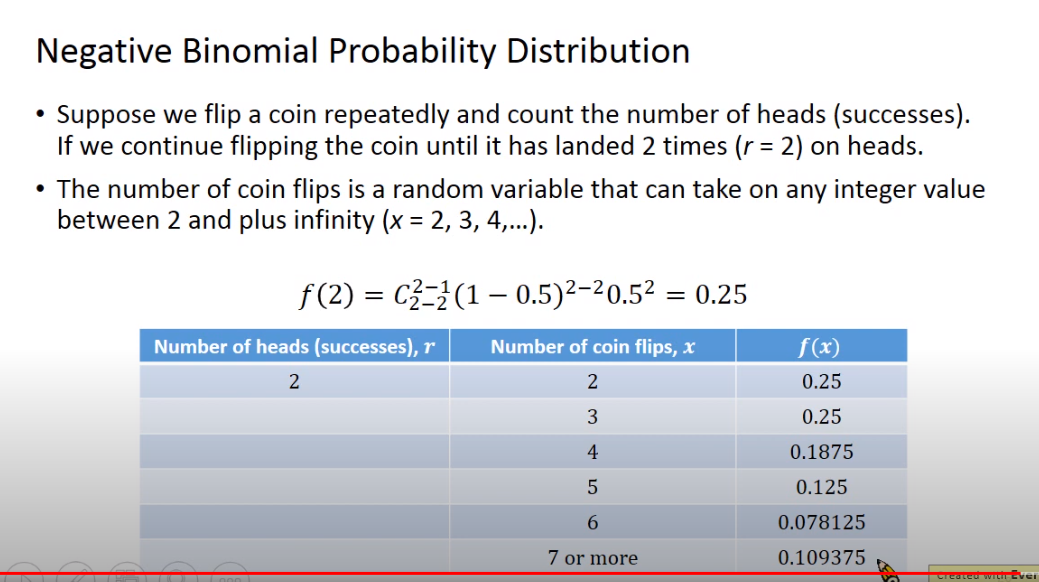 Negative Binomial Probability Distribution
• Suppose we flip a coin repeatedly and count the number of heads (successes).
If we continue flipping the coin until it has landed 2 times (r = 2) on heads.
• The number of coin flips is a random variable that can take on any integer value
between 2 and plus infinity (x = 2, 3, 4,...).
f(2) = C_{2−2}^{2−1}(1 − 0.5)^{2−2}0.5^2 = 0.25
Number of heads (successes), r Number of coin flips, x f(x)
2 2 0.25
3 0.25
4 0.1875
5 0.125
6 0.078125
7 or more 0.109375
Created with